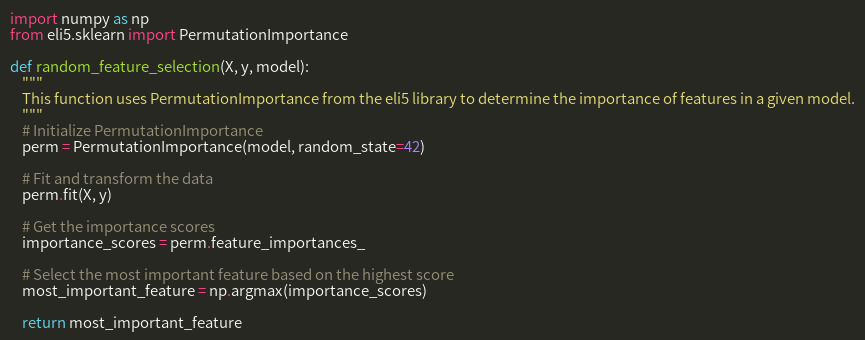 import numpy as np
from eli5.sklearn import PermutationImportance

def random_feature_selection(X, y, model):
    """
    This function uses PermutationImportance from the eli5 library to determine the importance of features in a given model.
    """
    # Initialize PermutationImportance
    perm = PermutationImportance(model, random_state=42)

    # Fit and transform the data
    perm.fit(X, y)

    # Get the importance scores
    importance_scores = perm.feature_importances_

    # Select the most important feature based on the highest score
    most_important_feature = np.argmax(importance_scores)

    return most_important_feature